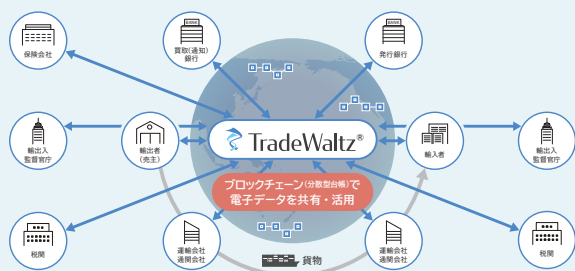 BANK
買取(通知)
銀行
BANK
発行銀行
保険会社
輸出入
監督官庁
輸出者
(売主)
TradeWaltz®
輸入者
輸出入
監督官庁
ブロックチェーン(分散型台帳)で
電子データを共有・活用
税関
運輸会社
通関会社
貨物
運輸会社
通関会社
税関